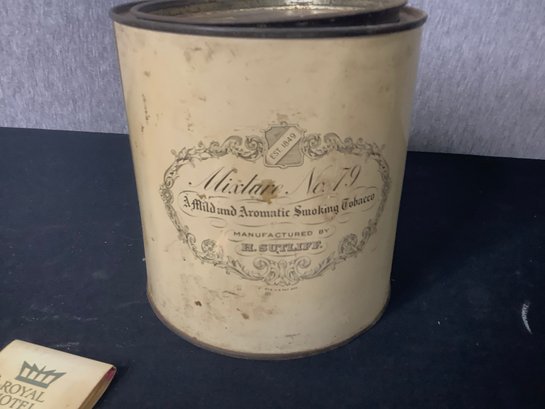 EST. 1849
Mixture No. 79
A Mild and Aromatic Smoking Tobacco
MANUFACTURED BY
H. SUTLIFF.
ROYAL
HOTEL